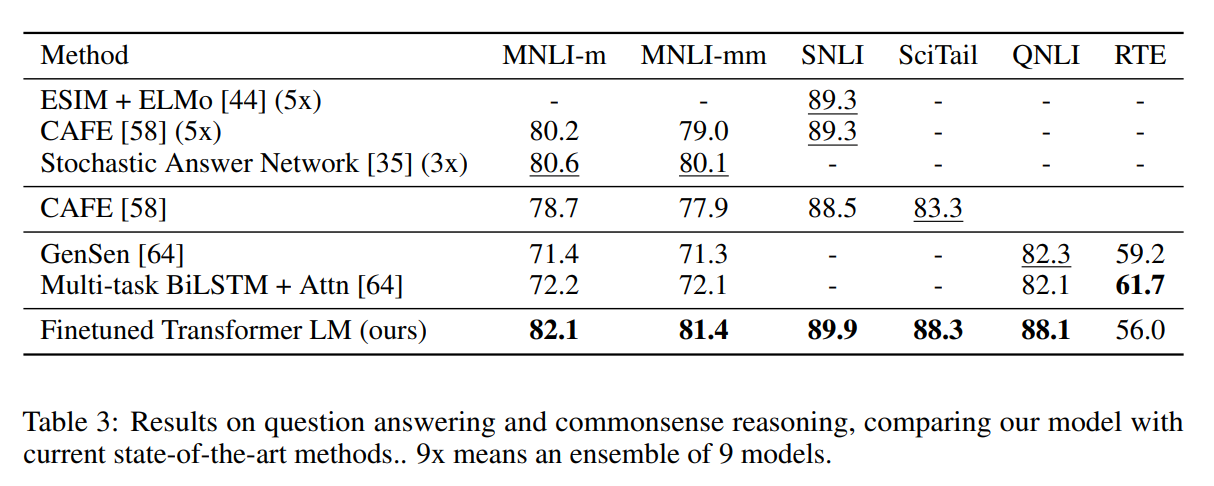 Method MNLI-m MNLI-mm SNLI SciTail QNLI RTE
ESIM + ELMo [44] (5x) - - 89.3 - - -
CAFE [58] (5x) 80.2 79.0 89.3 - - -
Stochastic Answer Network [35] (3x) 80.6 80.1 - - - -
CAFE [58] 78.7 77.9 88.5 83.3
GenSen [64] 71.4 71.3 - - 82.3 59.2
Multi-task BiLSTM + Attn [64] 72.2 72.1 - - 82.1 61.7
Finetuned Transformer LM (ours) 82.1 81.4 89.9 88.3 88.1 56.0
Table 3: Results on question answering and commonsense reasoning, comparing our model with
current state-of-the-art methods.. 9x means an ensemble of 9 models.